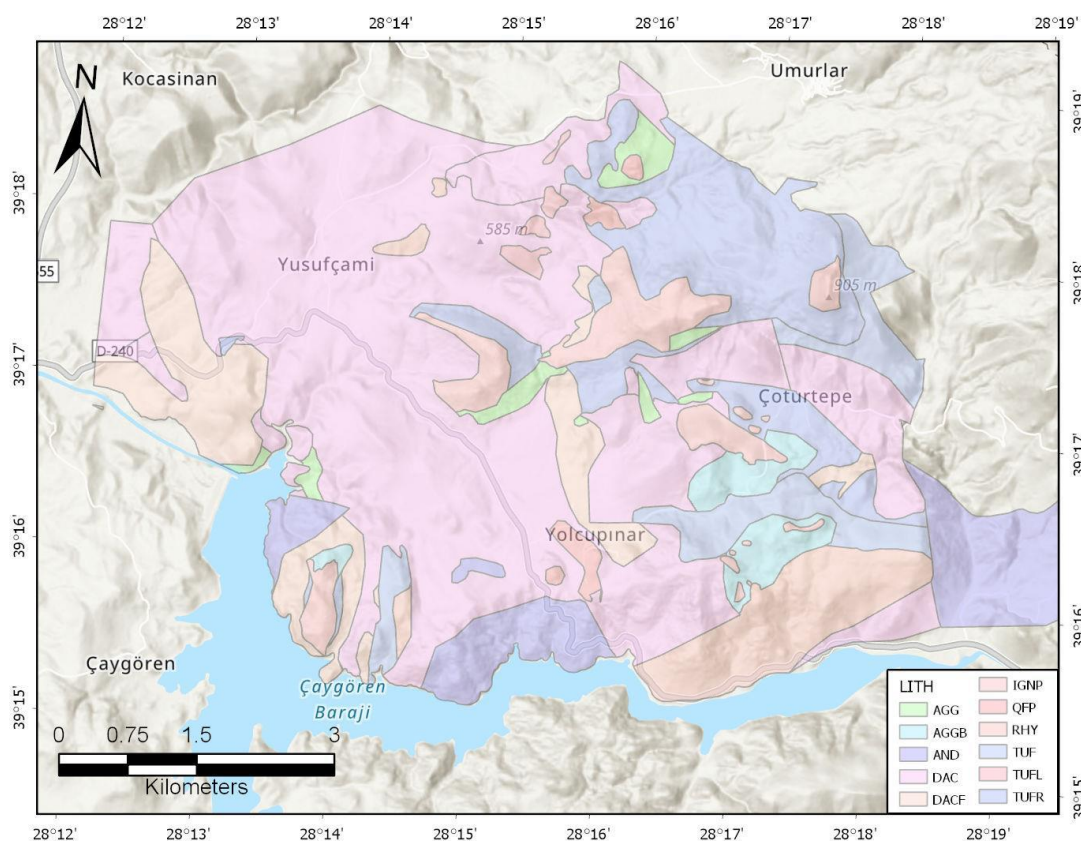 28°12' 28°13' 28°14' 28°15' 28°16' 28°17' 28°18' 28°19'
N
Kocasinan
Umurlar
39°19'
39°18'
585 m
Yusufçami
55
39°18'
905 m
D-240
39°17'
Çoturtepe
39°17'
39°16'
Yolcupınar
39°16'
Çaygören
Çaygören
Baraji
39°15'
39°15'
0 0.75 1.5 3
Kilometers
LITH
AGG
AGGB
AND
DAC
DACF
IGNP
QFP
RHY
TUF
TUFL
TUFR
28°12' 28°13' 28°14' 28°15' 28°16' 28°17' 28°18' 28°19'